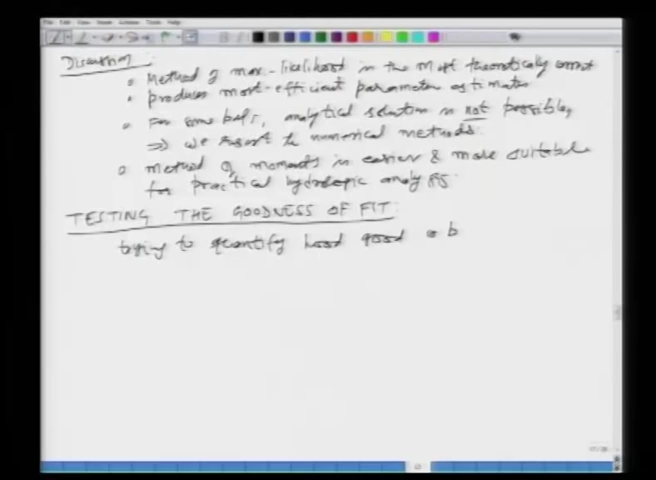 Discussion:
Method of max-likelihood is the most theoretically correct
produces most-efficient parameter estimates
For some pdfs, analytical solution is not possible,
⇒ we resort to numerical methods.
method of moments is easier & more suitable
for practical hydrologic analysis.
TESTING THE GOODNESS OF FIT:
trying to quantify how good or b